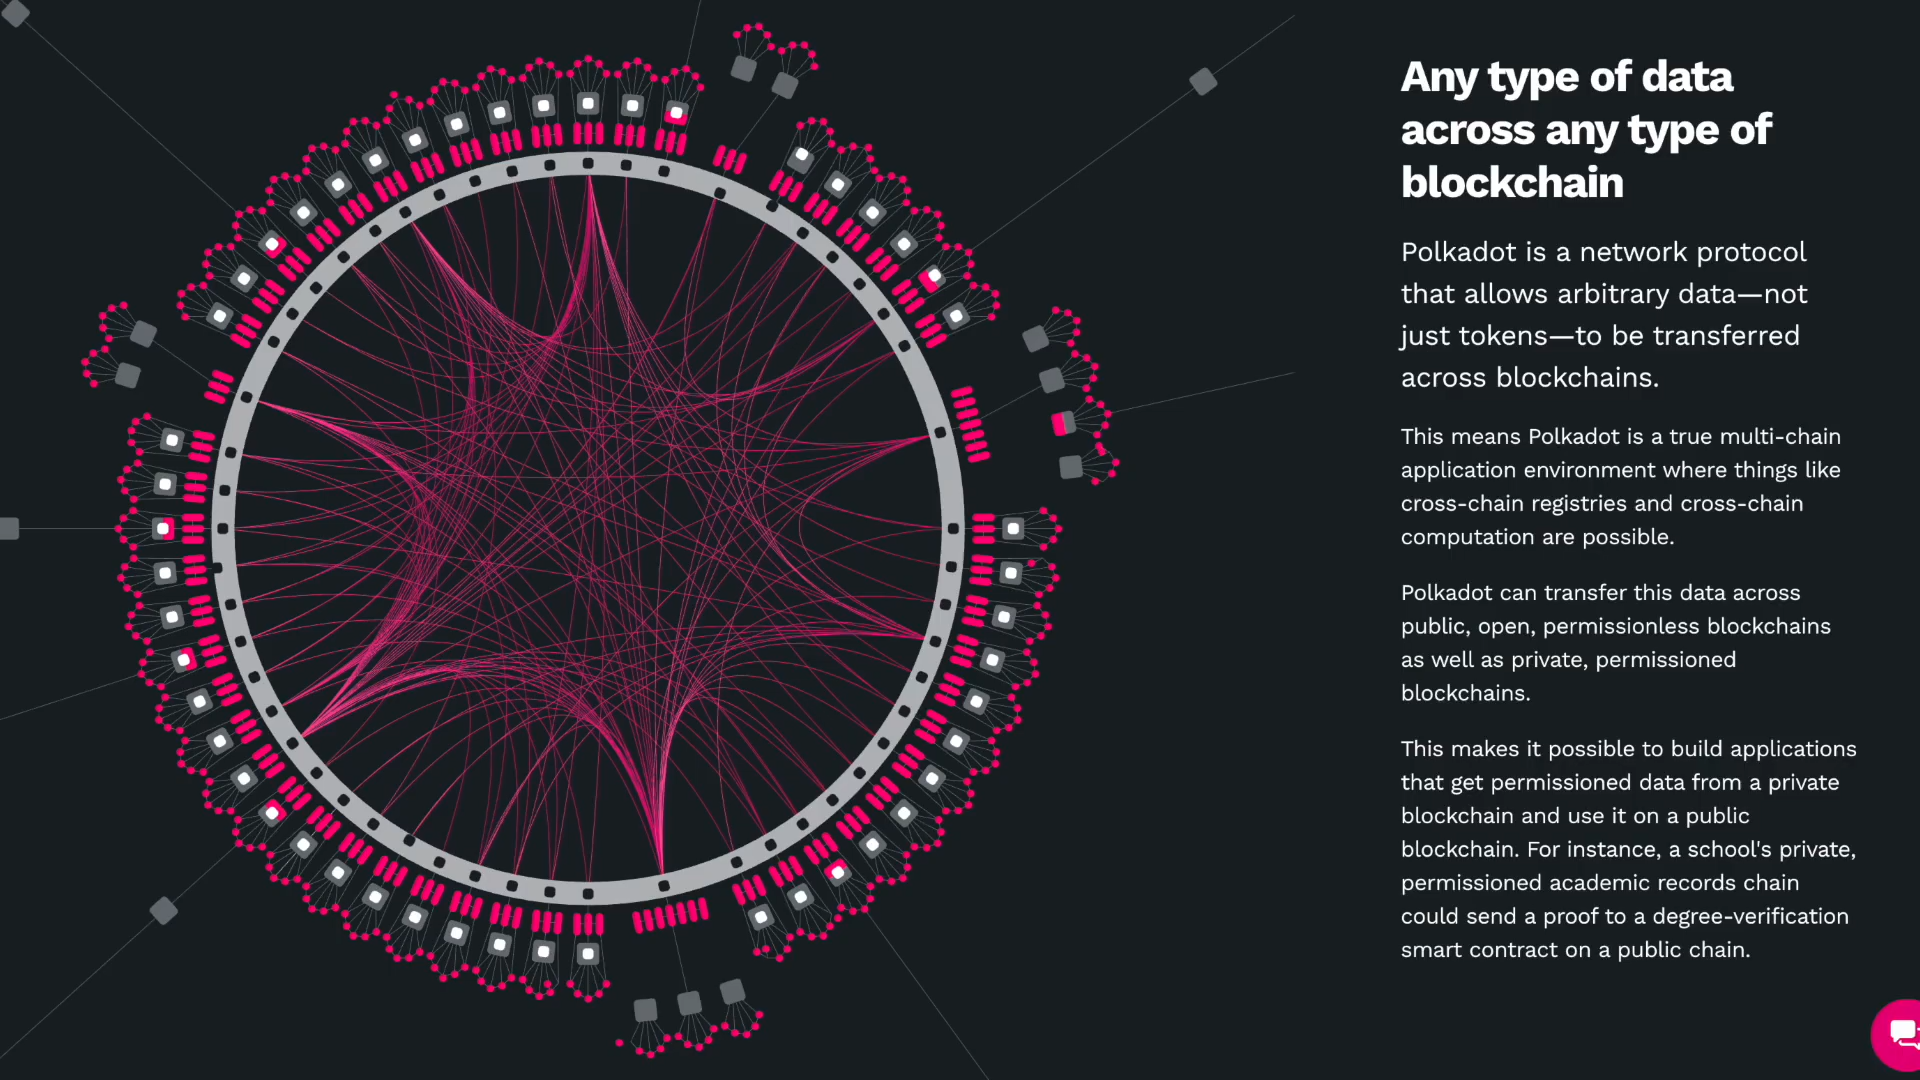 Any type of data
across any type of
blockchain
Polkadot is a network protocol
that allows arbitrary data—not
just tokens—to be transferred
across blockchains.
This means Polkadot is a true multi-chain
application environment where things like
cross-chain registries and cross-chain
computation are possible.
Polkadot can transfer this data across
public, open, permissionless blockchains
as well as private, permissioned
blockchains.
This makes it possible to build applications
that get permissioned data from a private
blockchain and use it on a public
blockchain. For instance, a school's private,
permissioned academic records chain
could send a proof to a degree-verification
smart contract on a public chain.